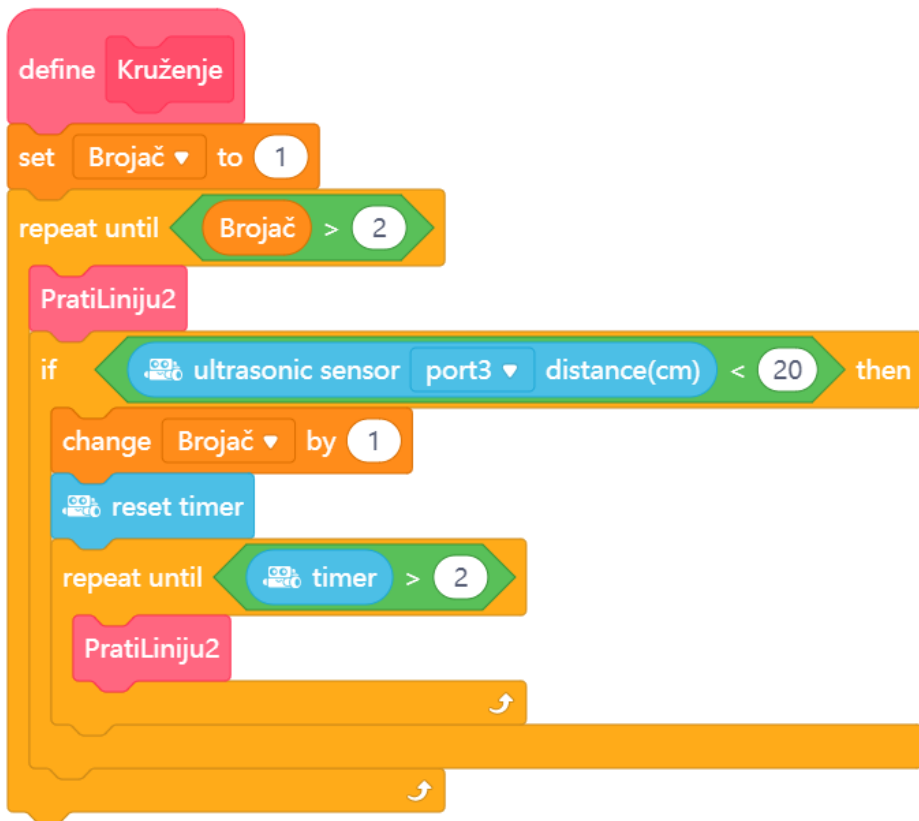 define Kruženje
set Brojač to 1
repeat until Brojač > 2
PratiLiniju2
if ultrasonic sensor port3 distance(cm) < 20 then
change Brojač by 1
reset timer
repeat until timer > 2
PratiLiniju2